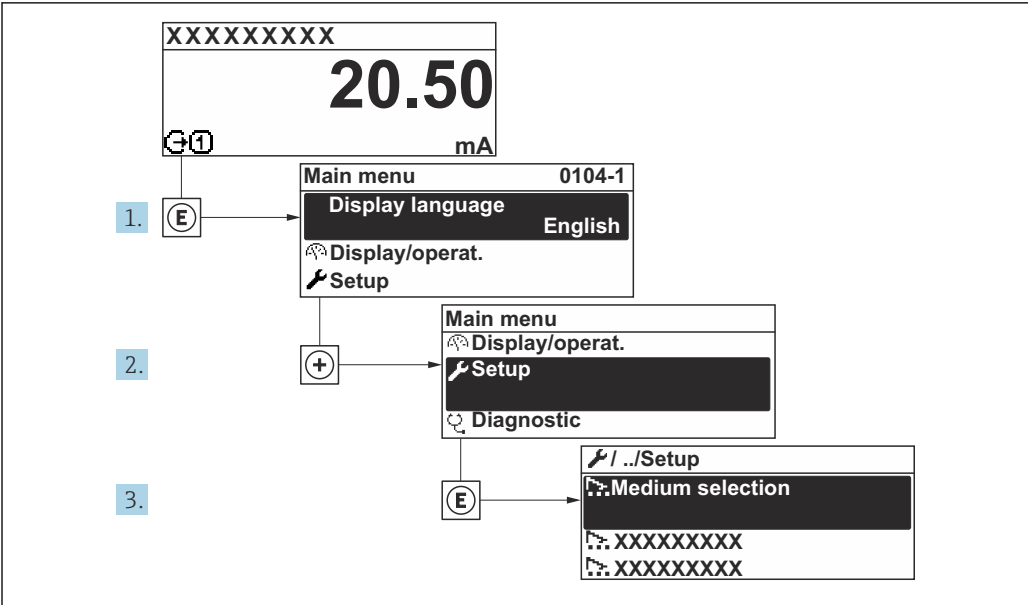 XXXXXXXXX
20.50
mA
1.
E
Main menu 0104-1
Display language
English
Display/operat.
Setup
2.
+
Main menu
Display/operat.
Setup
Diagnostic
3.
E
/ ../Setup
Medium selection
XXXXXXXXX
XXXXXXXXX